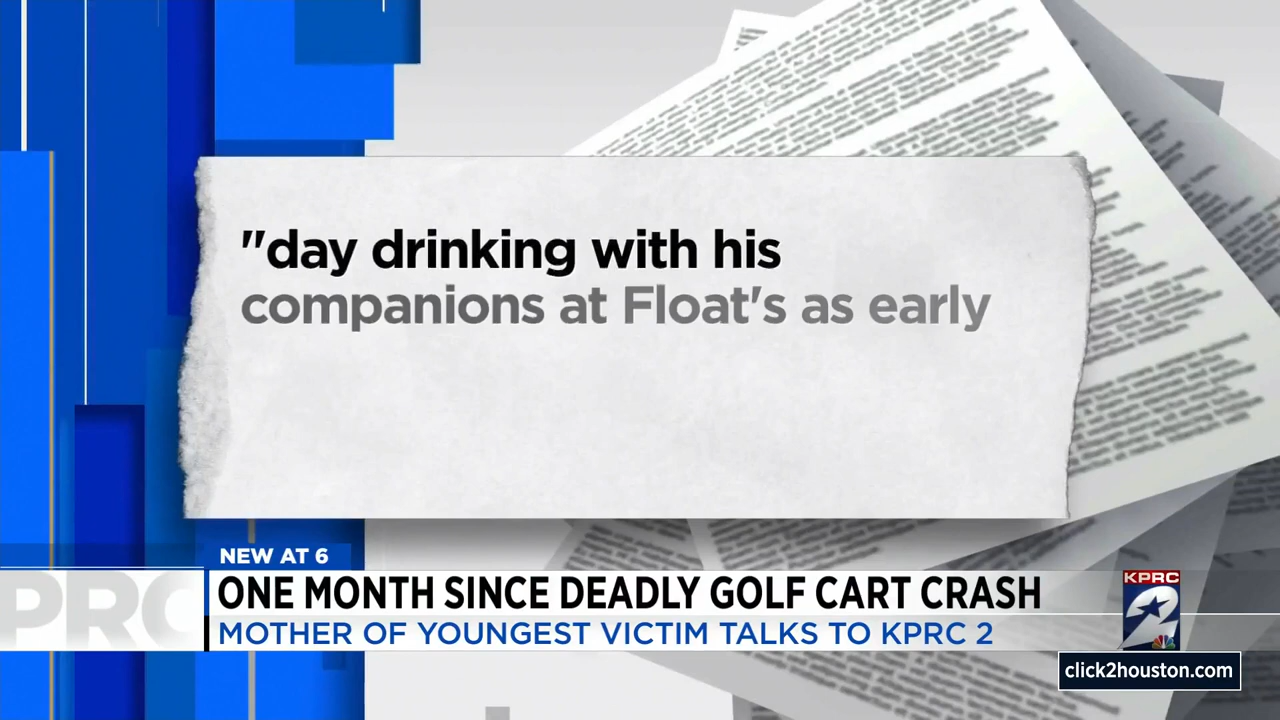 "day drinking with his
companions at Float's as early
NEW AT 6
PRC
ONE MONTH SINCE DEADLY GOLF CART CRASH
MOTHER OF YOUNGEST VICTIM TALKS TO KPRC 2
KPRC
2
click2houston.com